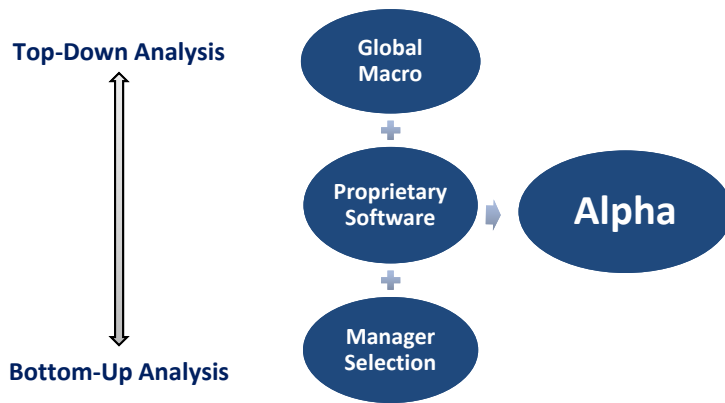 Top-Down Analysis
Global
Macro
Proprietary
Software
Alpha
Manager
Selection
Bottom-Up Analysis